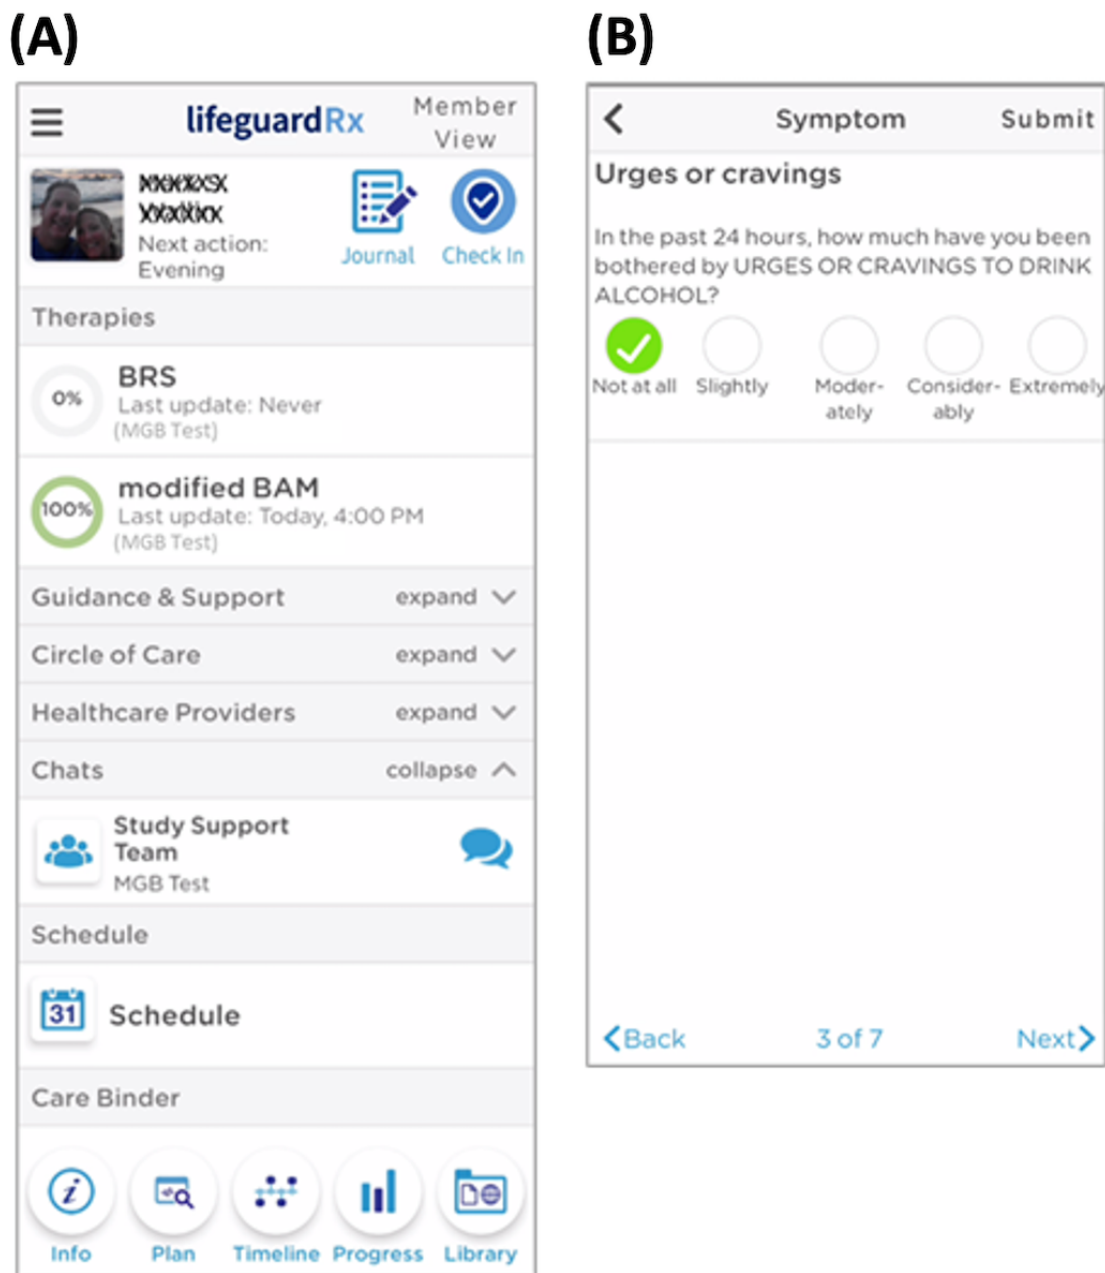 (A)
lifeguardRx
Member
View
Next action:
Evening
Journal
Check In
Therapies
0%
BRS
Last update: Never
(MGB Test)
100%
modified BAM
Last update: Today, 4:00 PM
(MGB Test)
Guidance & Support expand
Circle of Care expand
Healthcare Providers expand
Chats collapse
Study Support
Team
MGB Test
Schedule
31
Schedule
Care Binder
Info Plan Timeline Progress Library
(B)
Symptom Submit
Urges or cravings
In the past 24 hours, how much have you been
bothered by URGES OR CRAVINGS TO DRINK
ALCOHOL?
Not at all Slightly Moder- Consider- Extremely
ately ably
Back 3 of 7 Next